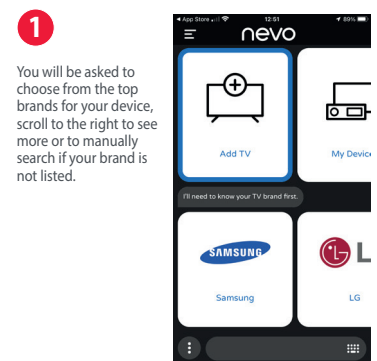 1
You will be asked to
choose from the top
brands for your device,
scroll to the right to see
more or to manually
search if your brand is
not listed.
App Store 12:51 89%
nevo
Add TV
My Device
I'll need to know your TV brand first.
SAMSUNG
LG
Samsung
LG